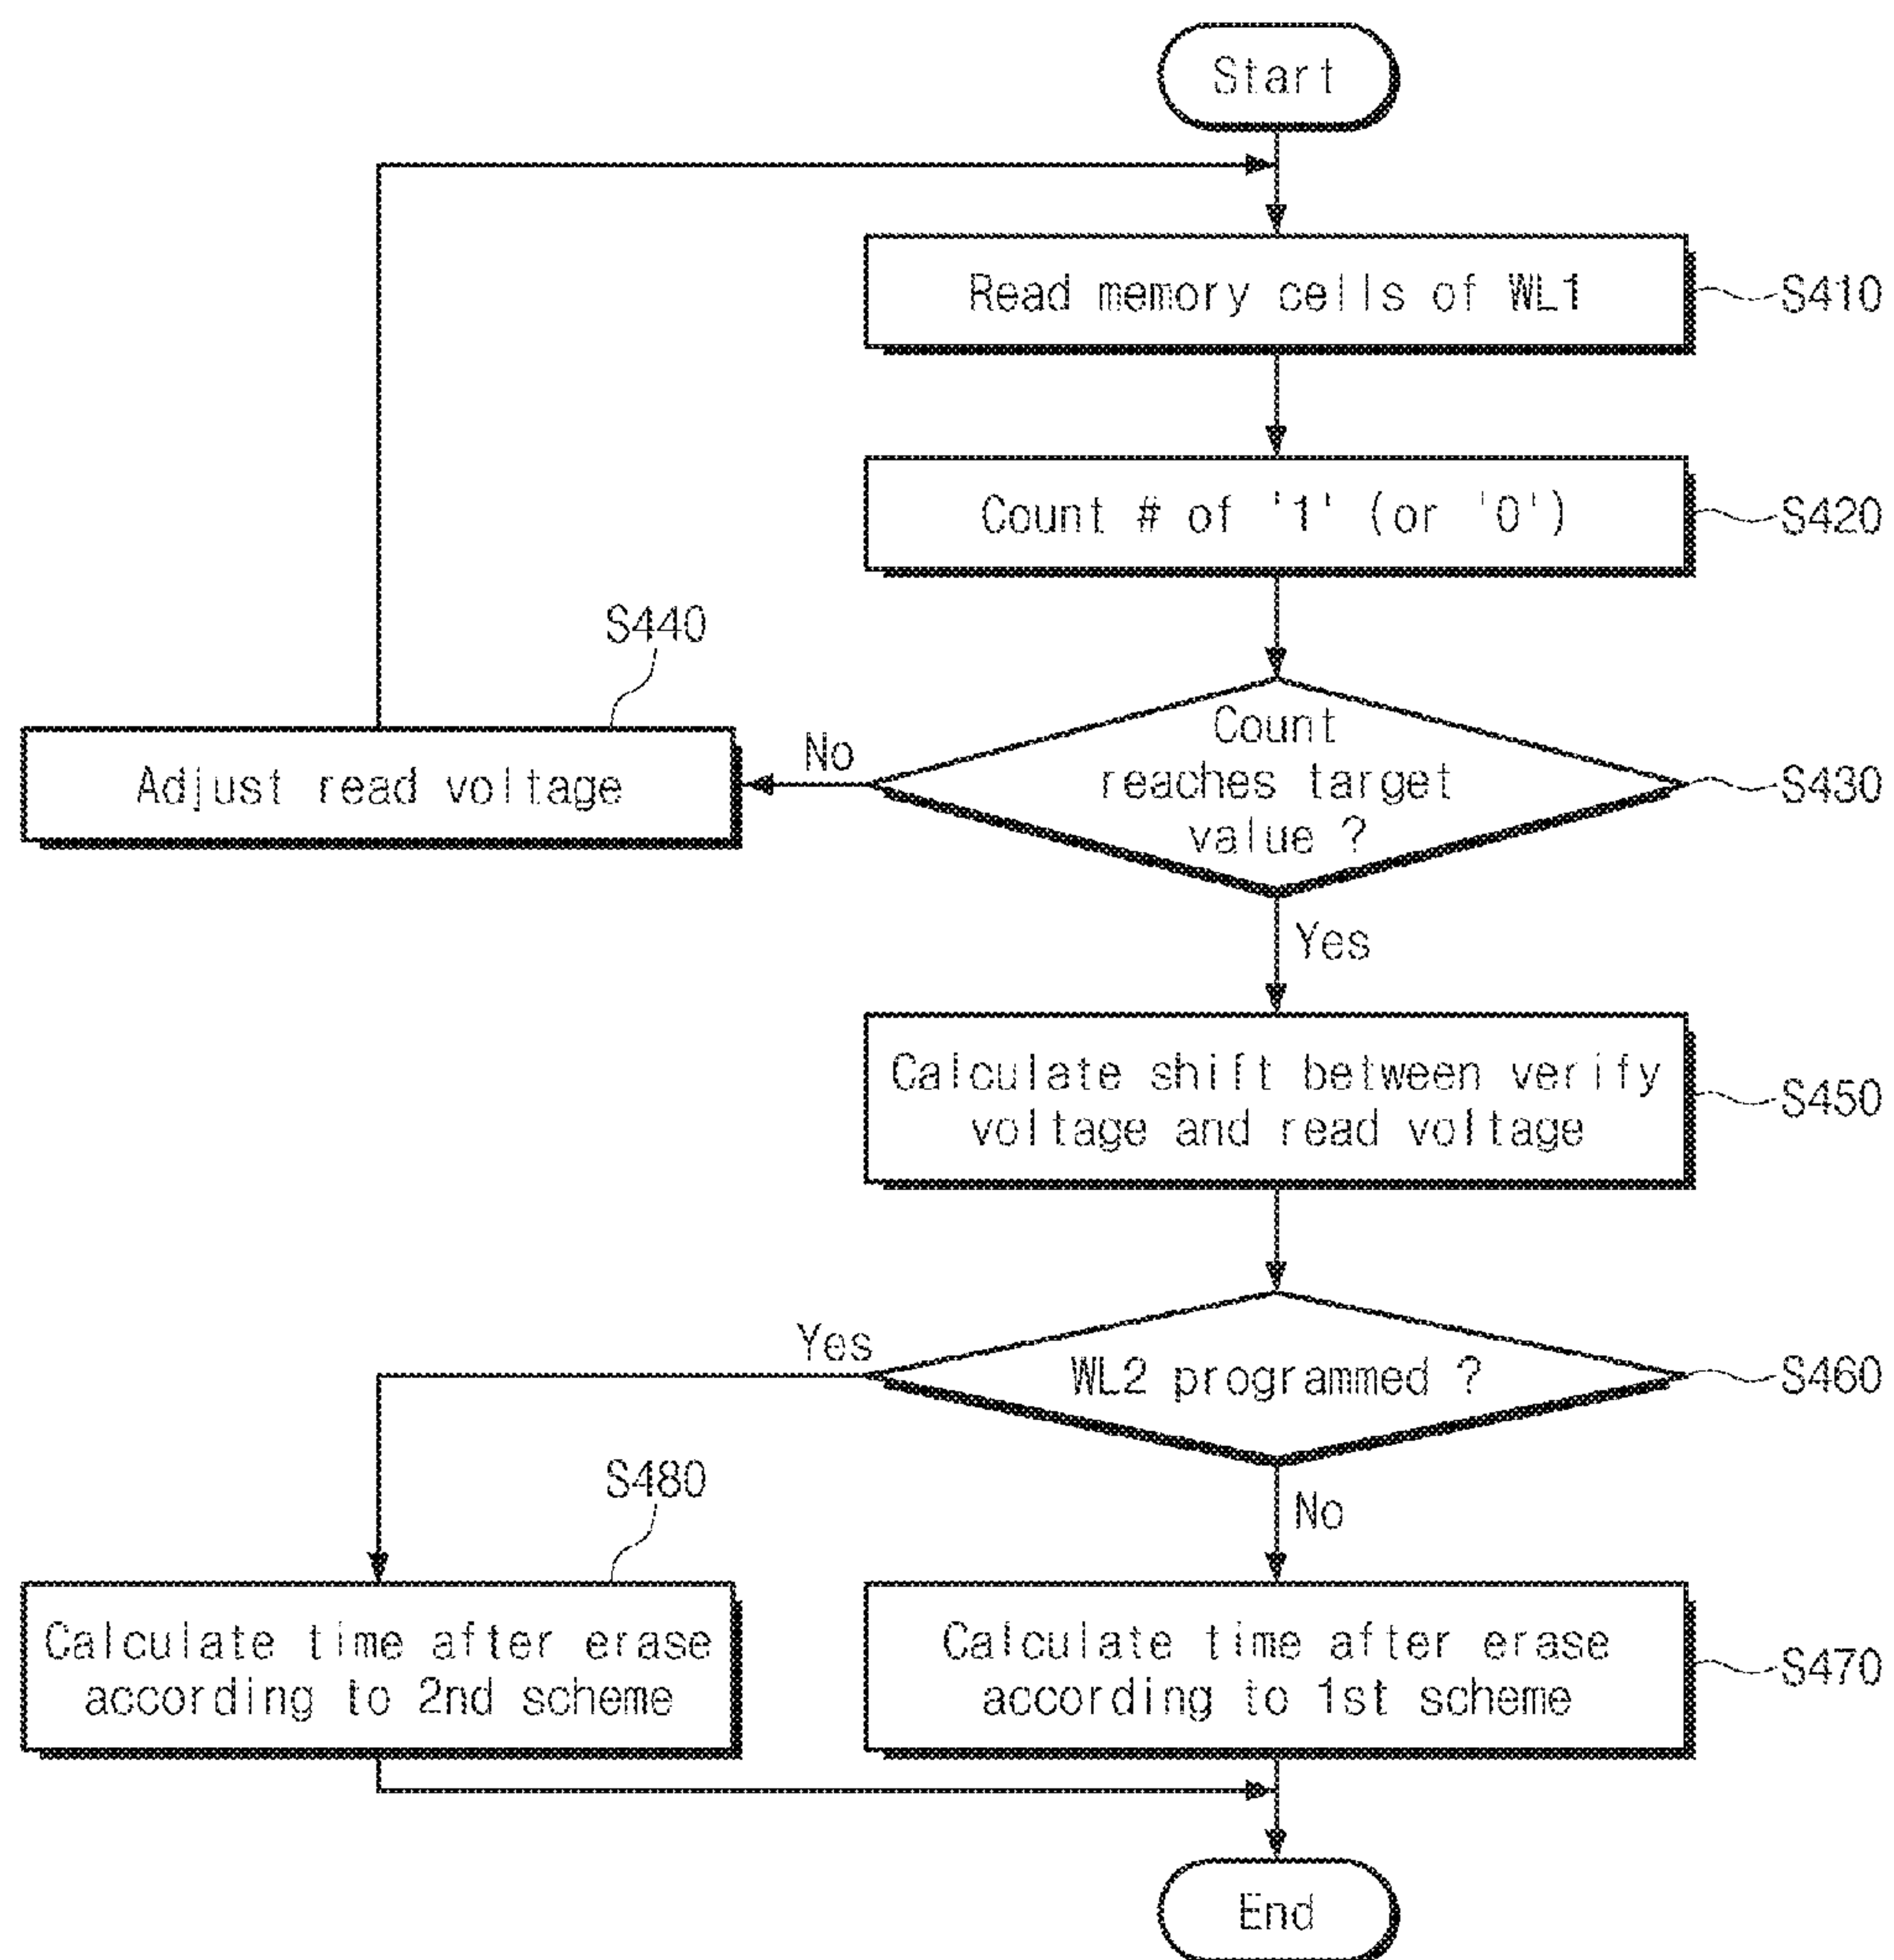 Start
Read memory cells of WL1
S410
Count # of '1' (or '0')
S420
S440
Adjust read voltage
No
Count
reaches target
value ?
S430
Yes
Calculate shift between verify
voltage and read voltage
S450
Yes
WL2 programmed ?
S460
S480
No
Calculate time after erase
according to 2nd scheme
Calculate time after erase
according to 1st scheme
S470
End